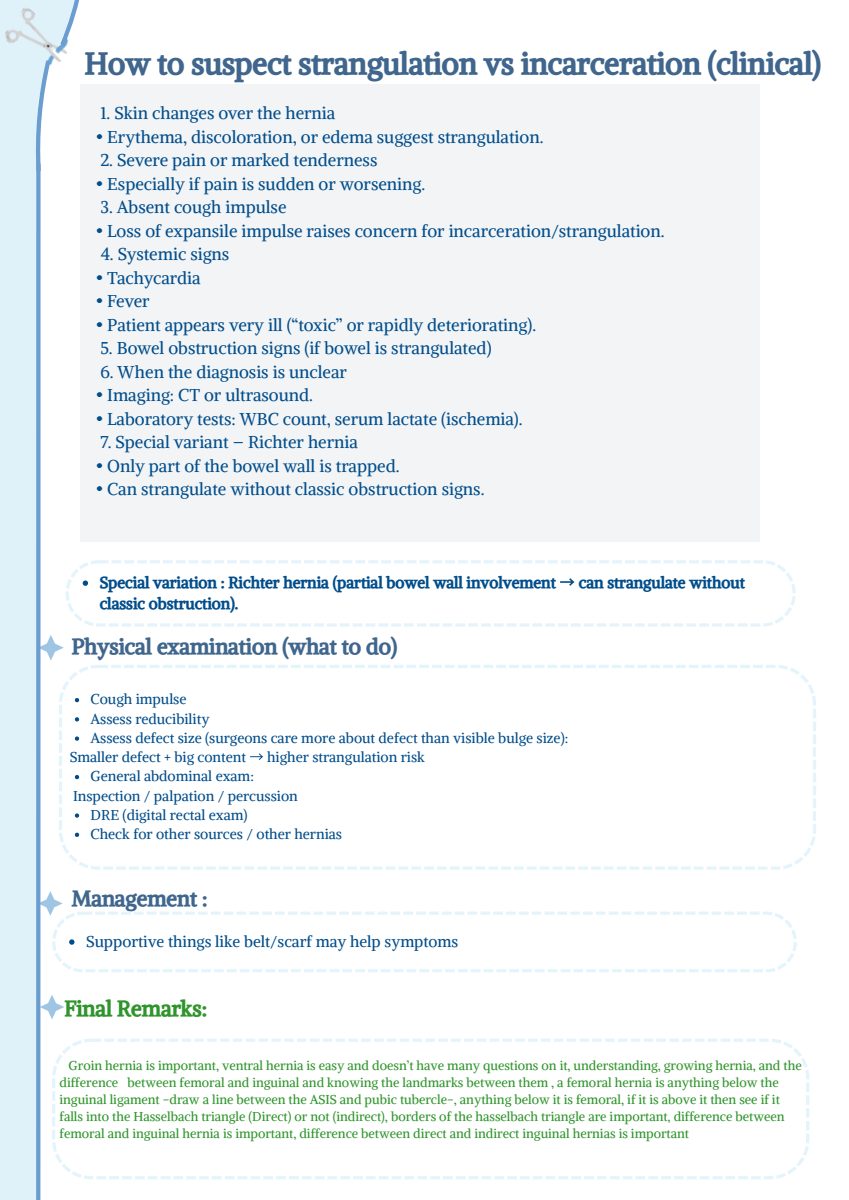 How to suspect strangulation vs incarceration (clinical)
1. Skin changes over the hernia
• Erythema, discoloration, or edema suggest strangulation.
2. Severe pain or marked tenderness
• Especially if pain is sudden or worsening.
3. Absent cough impulse
• Loss of expansile impulse raises concern for incarceration/strangulation.
4. Systemic signs
• Tachycardia
• Fever
• Patient appears very ill (“toxic” or rapidly deteriorating).
5. Bowel obstruction signs (if bowel is strangulated)
6. When the diagnosis is unclear
• Imaging: CT or ultrasound.
• Laboratory tests: WBC count, serum lactate (ischemia).
7. Special variant – Richter hernia
• Only part of the bowel wall is trapped.
• Can strangulate without classic obstruction signs.
• Special variation : Richter hernia (partial bowel wall involvement → can strangulate without
classic obstruction).
Physical examination (what to do)
• Cough impulse
• Assess reducibility
• Assess defect size (surgeons care more about defect than visible bulge size):
Smaller defect + big content → higher strangulation risk
• General abdominal exam:
Inspection / palpation / percussion
• DRE (digital rectal exam)
• Check for other sources / other hernias
Management :
• Supportive things like belt/scarf may help symptoms
Final Remarks:
Groin hernia is important, ventral hernia is easy and doesn’t have many questions on it, understanding, growing hernia, and the
difference between femoral and inguinal and knowing the landmarks between them , a femoral hernia is anything below the
inguinal ligament -draw a line between the ASIS and pubic tubercle-, anything below it is femoral, if it is above it then see if it
falls into the Hasselbach triangle (Direct) or not (indirect), borders of the hasselbach triangle are important, difference between
femoral and inguinal hernia is important, difference between direct and indirect inguinal hernias is important